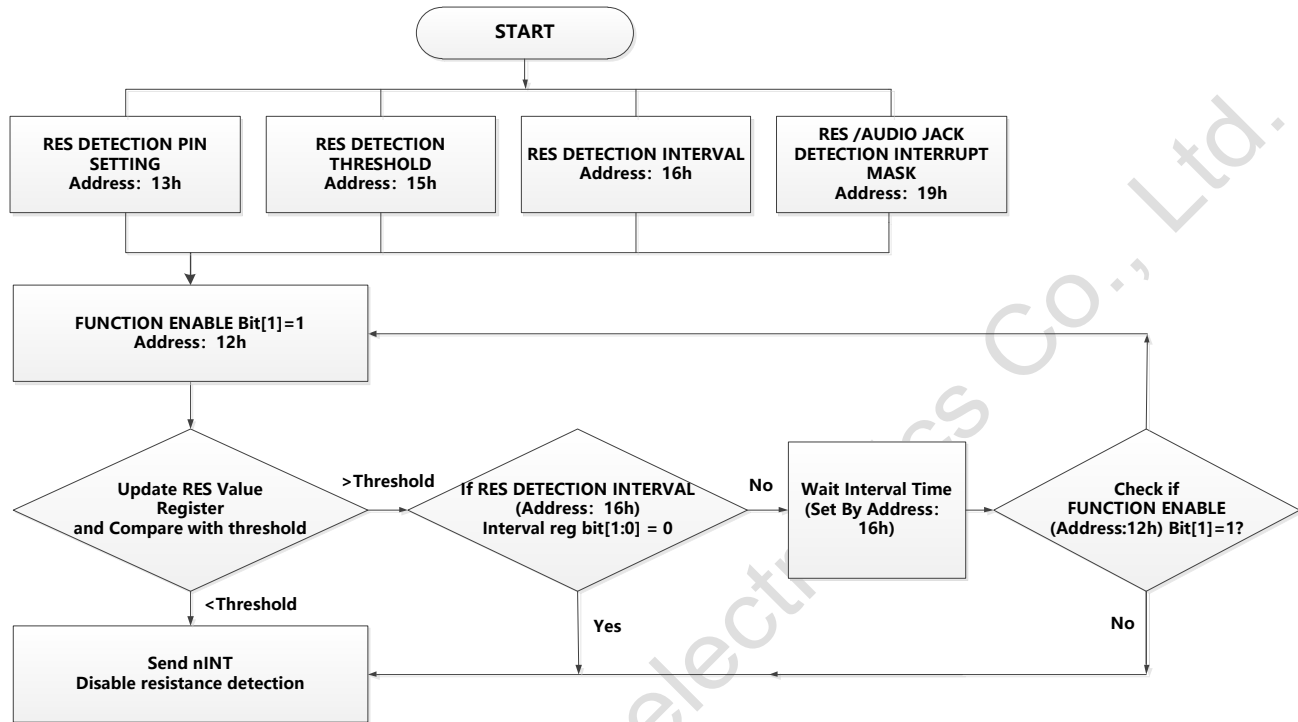 START
RES DETECTION PIN
SETTING
Address: 13h
RES DETECTION
THRESHOLD
Address: 15h
RES DETECTION INTERVAL
Address: 16h
RES /AUDIO JACK
DETECTION INTERRUPT
MASK
Address: 19h
FUNCTION ENABLE Bit[1]=1
Address: 12h
Update RES Value
Register
and Compare with threshold
>Threshold
If RES DETECTION INTERVAL
(Address: 16h)
Interval reg bit[1:0] = 0
No
Wait Interval Time
(Set By Address:
16h)
Check if
FUNCTION ENABLE
(Address:12h) Bit[1]=1?
<Threshold
Yes
No
Send nINT
Disable resistance detection
Co., Ltd.